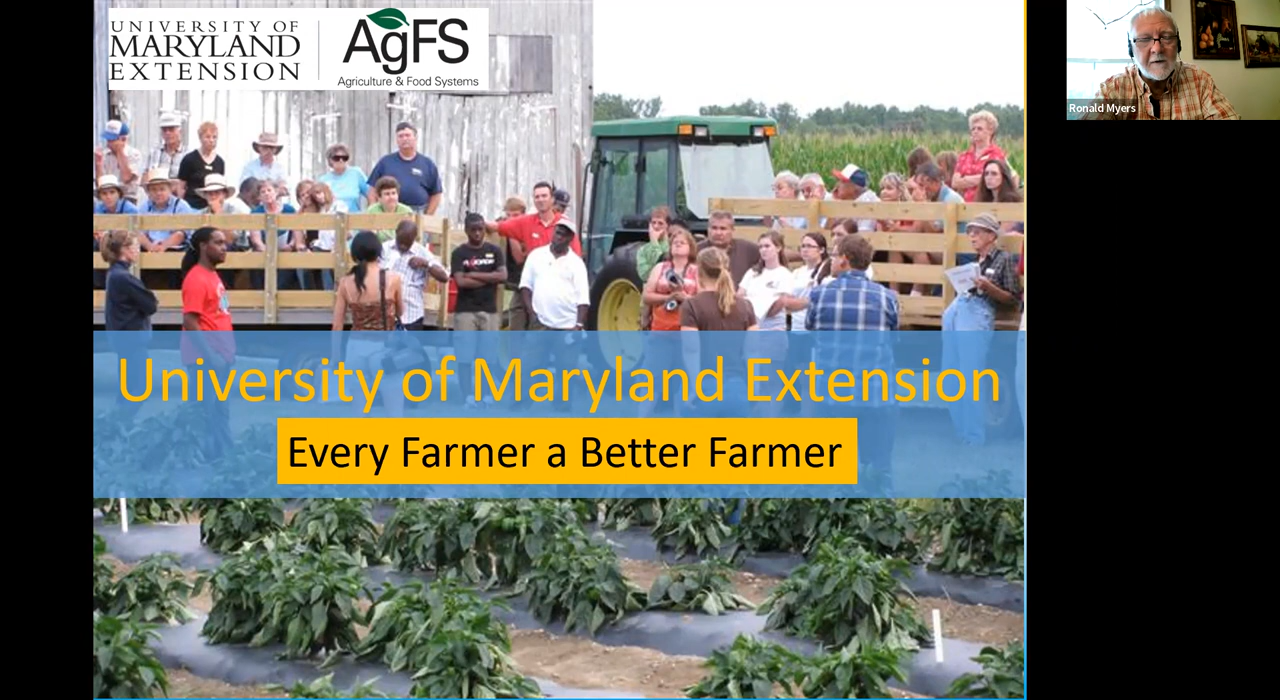 UNIVERSITY OF
MARYLAND
EXTENSION
AgFS
Agriculture & Food Systems
Ronald Myers
University of Maryland Extension
Every Farmer a Better Farmer